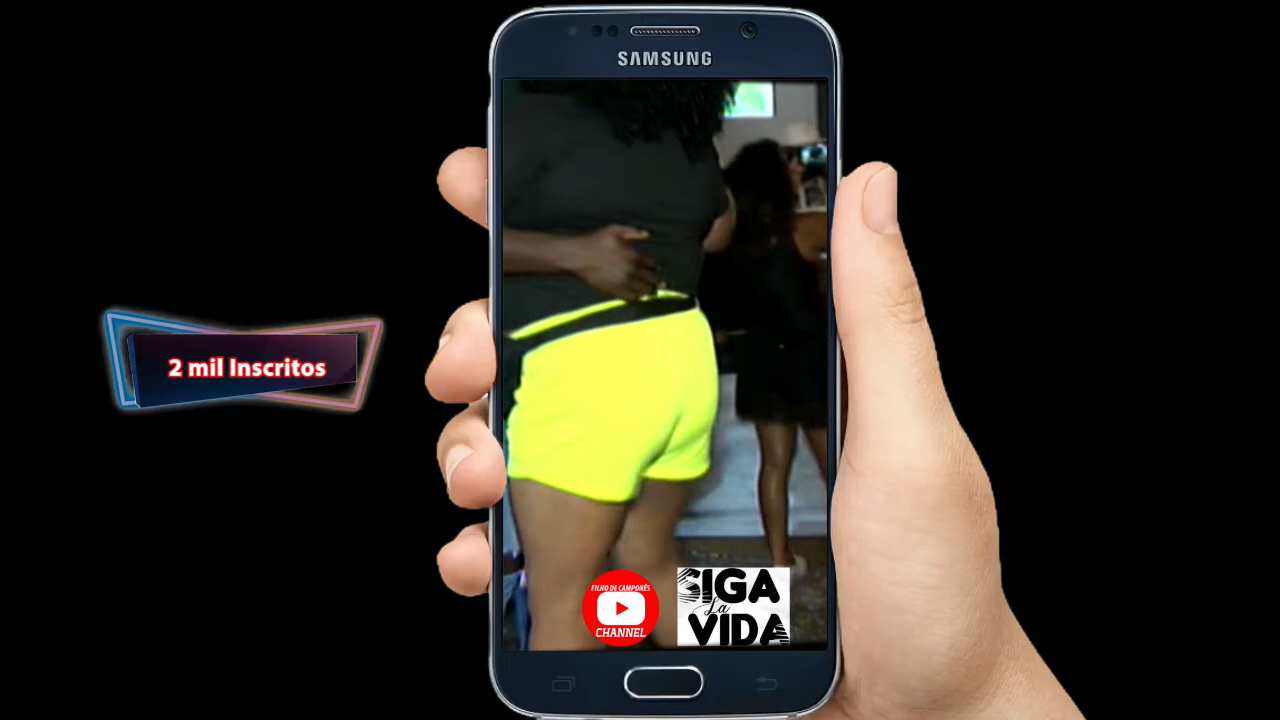 SAMSUNG
2 mil Inscritos
FILHO DE CAMPONÊS
CHANNEL
SIGA
La
VIDA